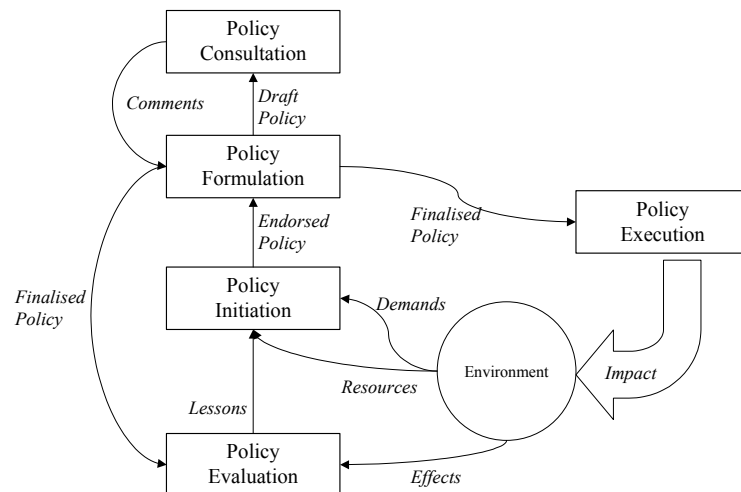 Policy
Consultation
Comments
Draft
Policy
Policy
Formulation
Endorsed
Policy
Finalised
Policy
Policy
Execution
Finalised
Policy
Policy
Initiation
Demands
Environment
Impact
Resources
Lessons
Policy
Evaluation
Effects